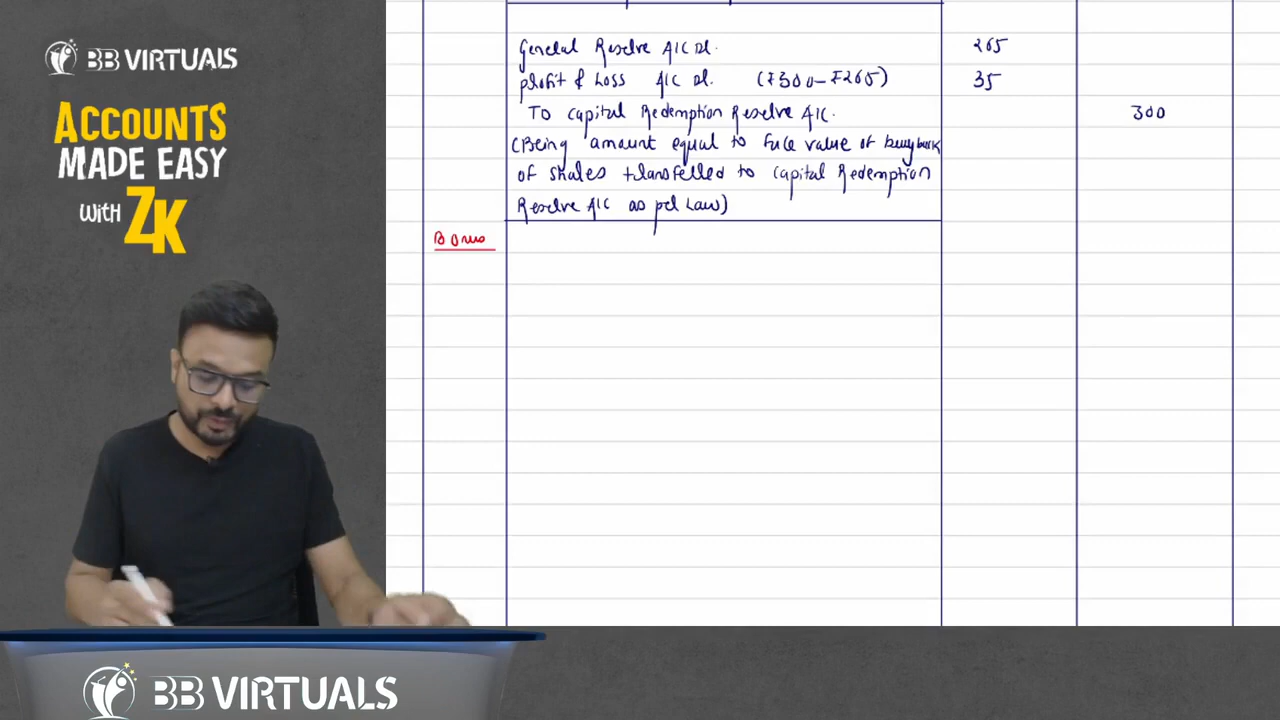 BB VIRTUALS
ACCOUNTS
MADE EASY
with ZK
General Reserve A/C Dr. 265
Profit & Loss A/C Dr. (₹300-₹265) 35
To Capital Redemption Reserve A/C. 300
(Being amount equal to face value of buyback
of shares transferred to Capital Redemption
Reserve A/C as per Law)
Bonus
BB VIRTUALS